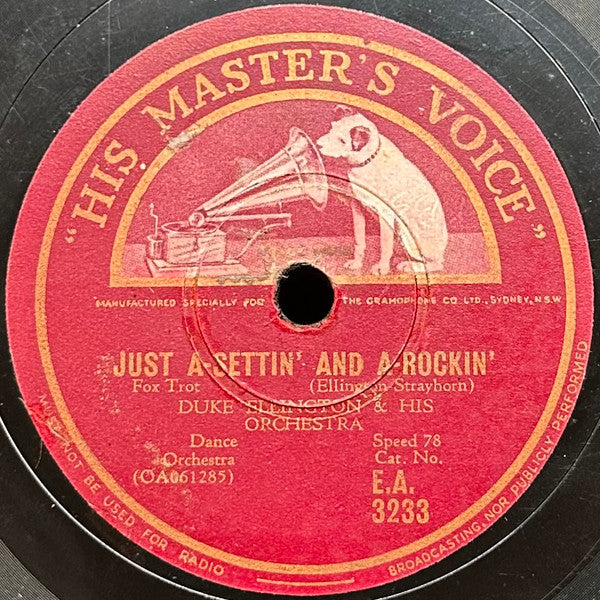 "HIS MASTER'S VOICE"
MANUFACTURED SPECIALLY FOR THE GRAMOPHONE CO LTD., SYDNEY, N.S.W
JUST A-SETTIN' AND A-ROCKIN'
Fox Trot (Ellington-Strayhorn)
DUKE ELLINGTON & HIS
ORCHESTRA
Dance Speed 78
Orchestra Cat. No.
(OA061285) E.A.
3233
MUST NOT BE USED FOR RADIO BROADCASTING, NOR PUBLICLY PERFORMED